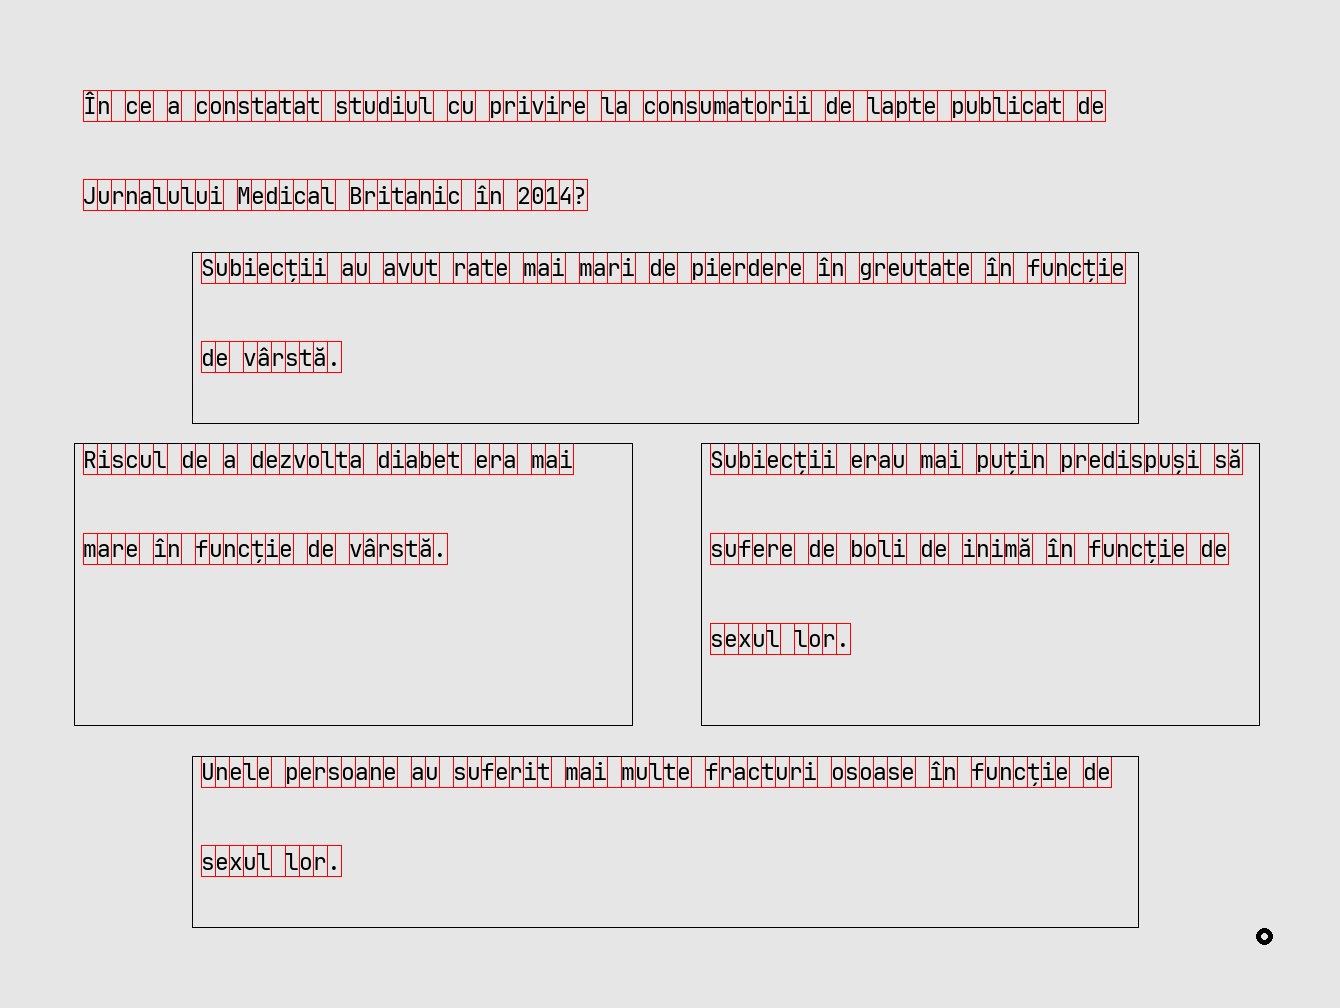 În ce a constatat studiul cu privire la consumatorii de lapte publicat de
Jurnalului Medical Britanic în 2014?
Subiecții au avut rate mai mari de pierdere în greutate în funcție
de vârstă.
Riscul de a dezvolta diabet era mai
mare în funcție de vârstă.
Subiecții erau mai puțin predispuși să
sufere de boli de inimă în funcție de
sexul lor.
Unele persoane au suferit mai multe fracturi osoase în funcție de
sexul lor.